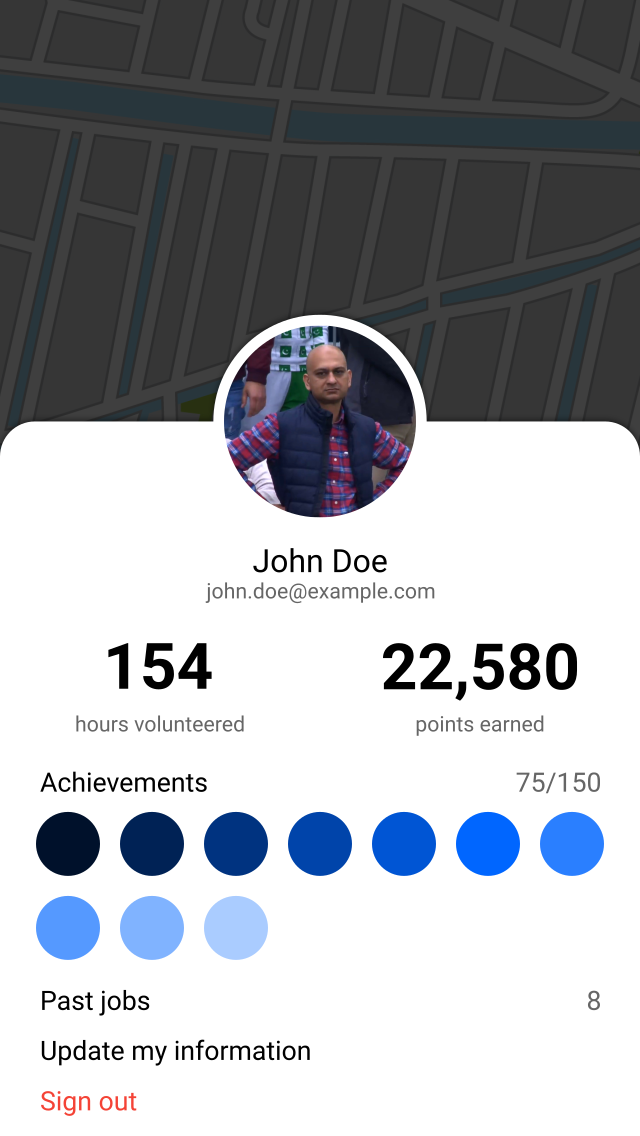 John Doe
john.doe@example.com
154 22,580
hours volunteered points earned
Achievements 75/150
Past jobs 8
Update my information
Sign out